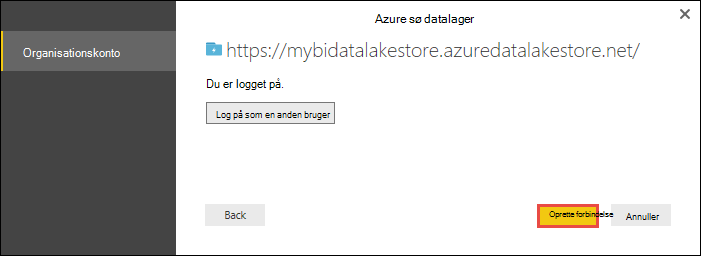 Azure sø datalager
Organisationskonto
https://mybidatalakestore.azuredatalakestore.net/
Du er logget på.
Log på som en anden bruger
Back
Oprette forbindelse
Annuller